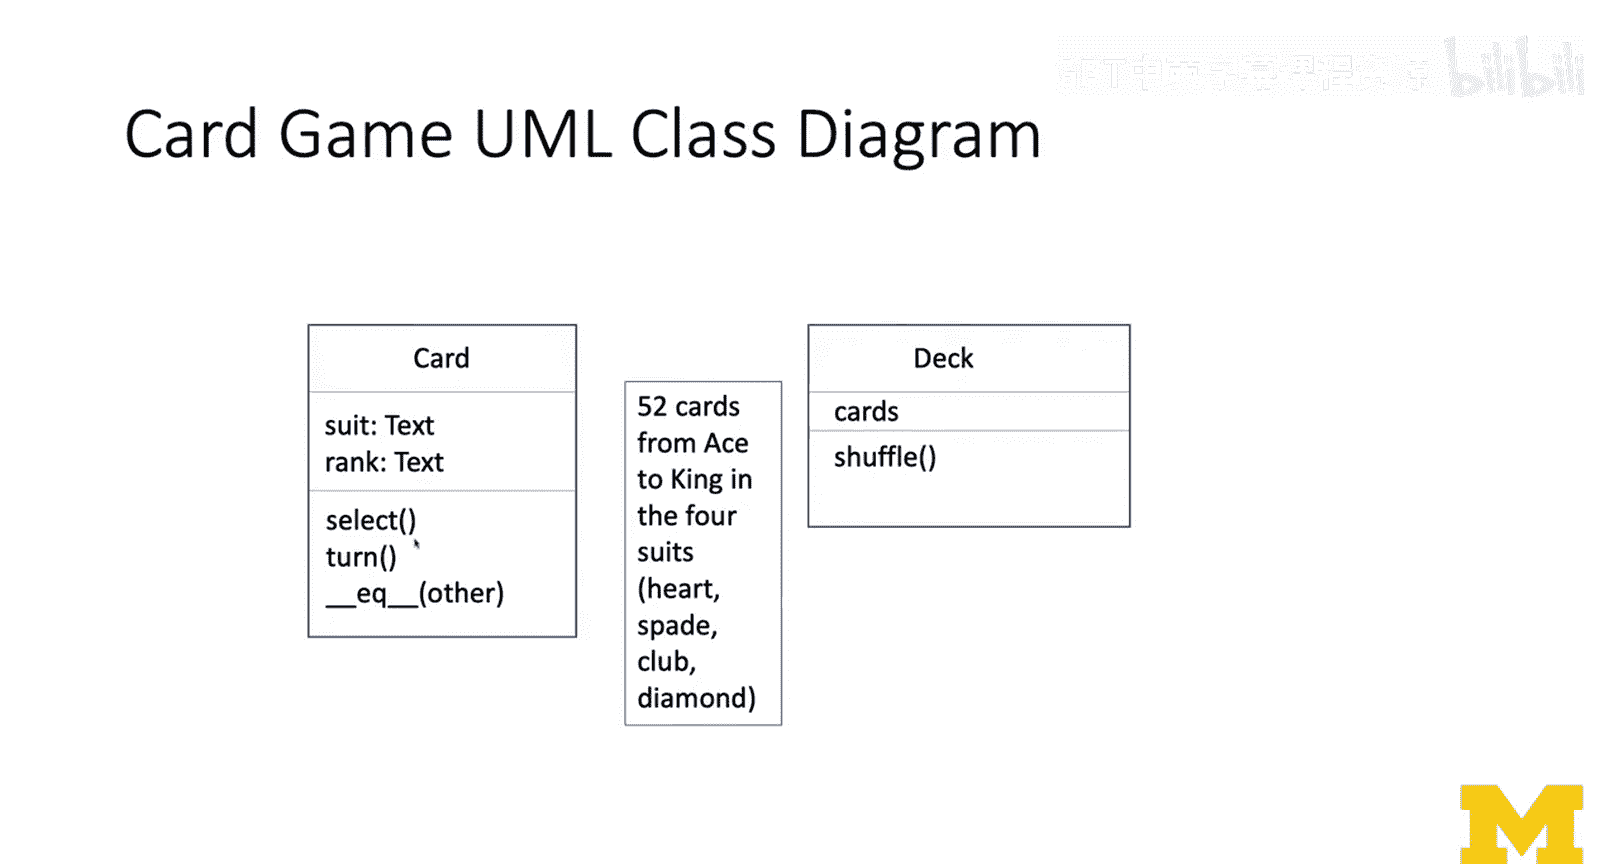 bilibili
Card Game UML Class Diagram
Card
suit: Text
rank: Text
select()
turn()
__eq__(other)
52 cards
from Ace
to King in
the four
suits
(heart,
spade,
club,
diamond)
Deck
cards
shuffle()
M